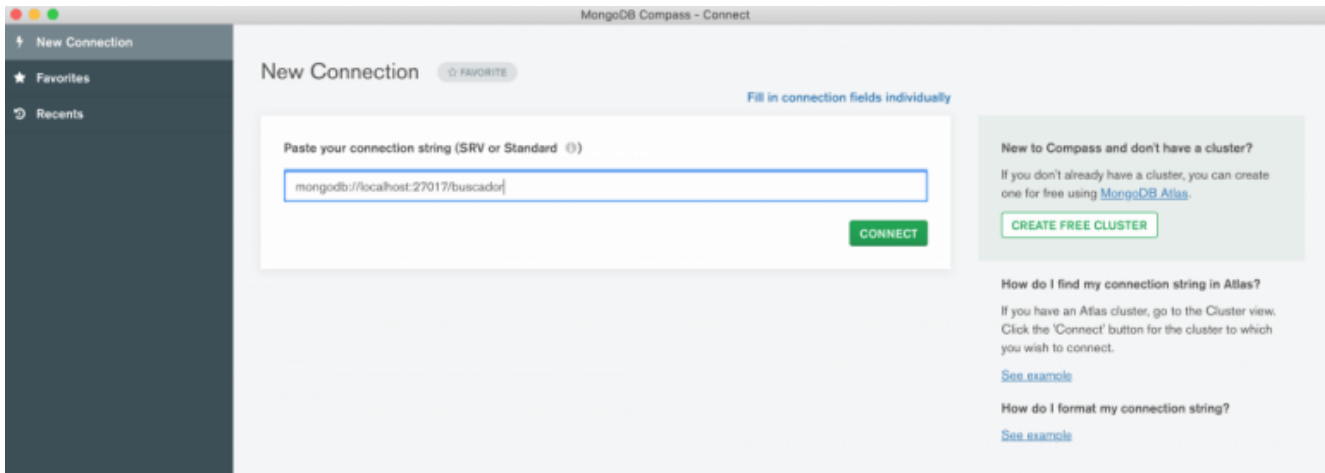 MongoDB Compass - Connect
New Connection
Favorites
Recents
New Connection
FAVORITE
Fill in connection fields individually
Paste your connection string (SRV or Standard)
mongodb://localhost:27017/buscador
CONNECT
New to Compass and don't have a cluster?
If you don't already have a cluster, you can create
one for free using MongoDB Atlas.
CREATE FREE CLUSTER
How do I find my connection string in Atlas?
If you have an Atlas cluster, go to the Cluster view.
Click the 'Connect' button for the cluster to which
you wish to connect.
See example
How do I format my connection string?
See example